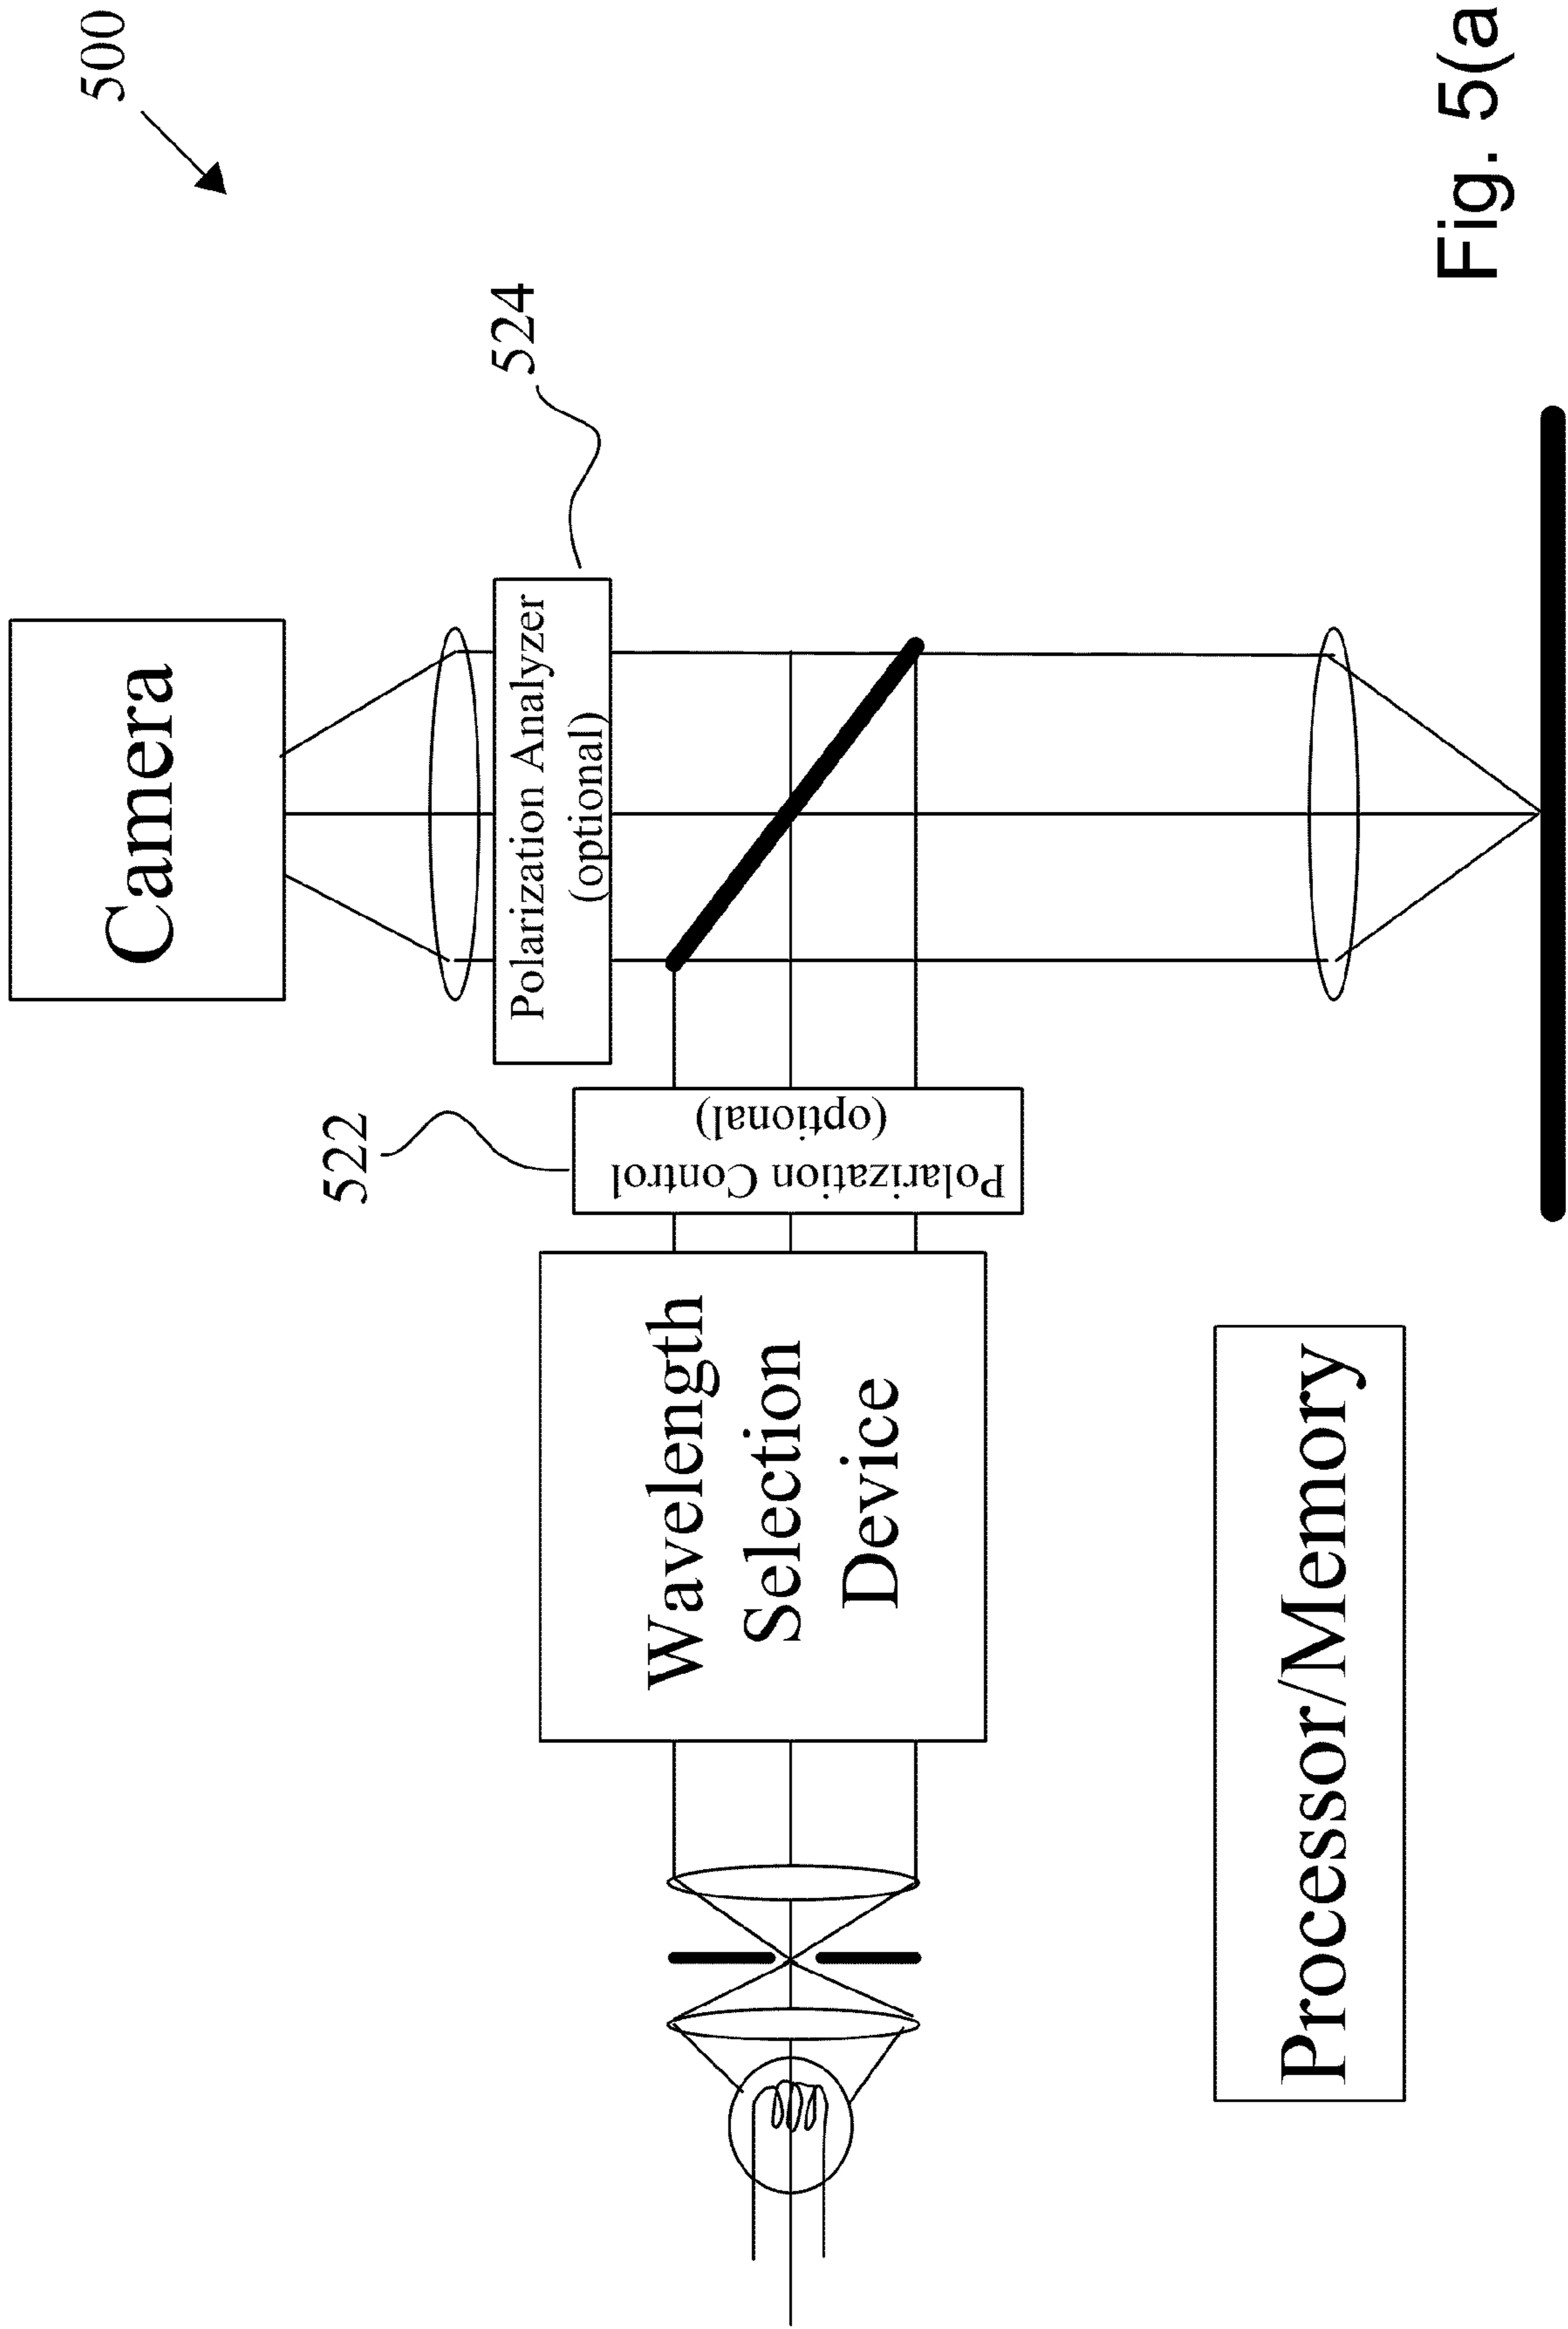 500
Camera
524
Polarization Analyzer
(optional)
522
Polarization Control
(optional)
Wavelength
Selection
Device
Processor/Memory
Fig. 5(a